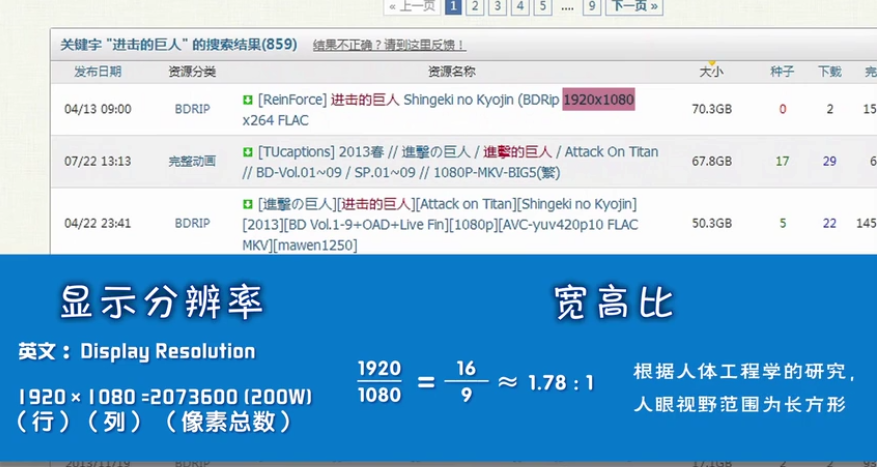 « 上一页 1 2 3 4 5 .... 9 下一页 »
关键字 "进击的巨人" 的搜索结果(859) 结果不正确？请到这里反馈！
发布日期 资源分类 资源名称 大小 种子 下载 完
04/13 09:00 BDRIP [ReinForce] 进击的巨人 Shingeki no Kyojin (BDRip 1920x1080 70.3GB 0 2 15
x264 FLAC
07/22 13:13 完整动画 [TUcaptions] 2013春 // 進擊の巨人 / 進擊的巨人 / Attack On Titan 67.8GB 17 29 6
// BD-Vol.01~09 / SP.01~09 // 1080P-MKV-BIG5(繁)
04/22 23:41 BDRIP [進撃の巨人][进击的巨人][Attack on Titan][Shingeki no Kyojin] 50.3GB 5 22 145
[2013][BD Vol.1-9+OAD+Live Fin][1080p][AVC-yuv420p10 FLAC
MKV][mawen1250]
显示分辨率
英文：Display Resolution
1920 × 1080 =2073600 (200W)
（行）（列）（像素总数）
宽高比
1920
1080
=
16
9
≈ 1.78 : 1
根据人体工程学的研究，
人眼视野范围为长方形